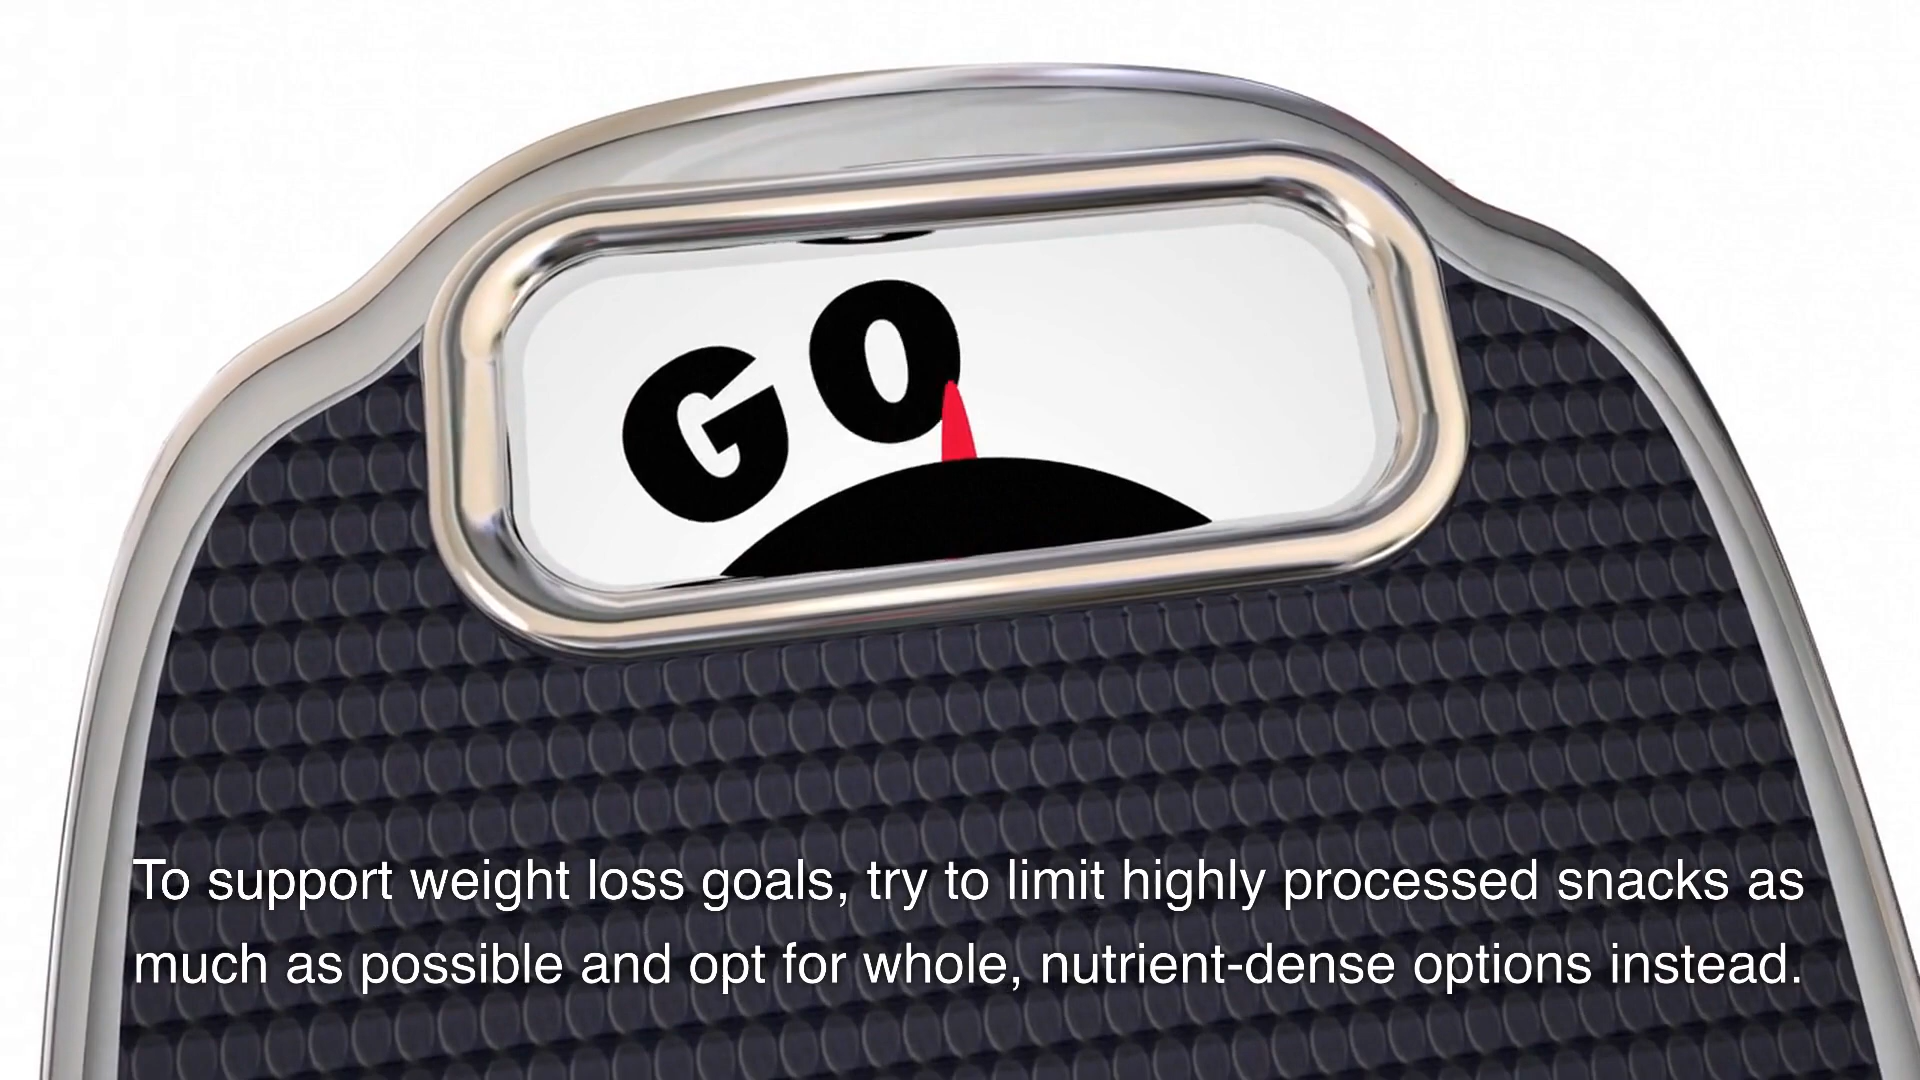 GO
To support weight loss goals, try to limit highly processed snacks as
much as possible and opt for whole, nutrient-dense options instead.